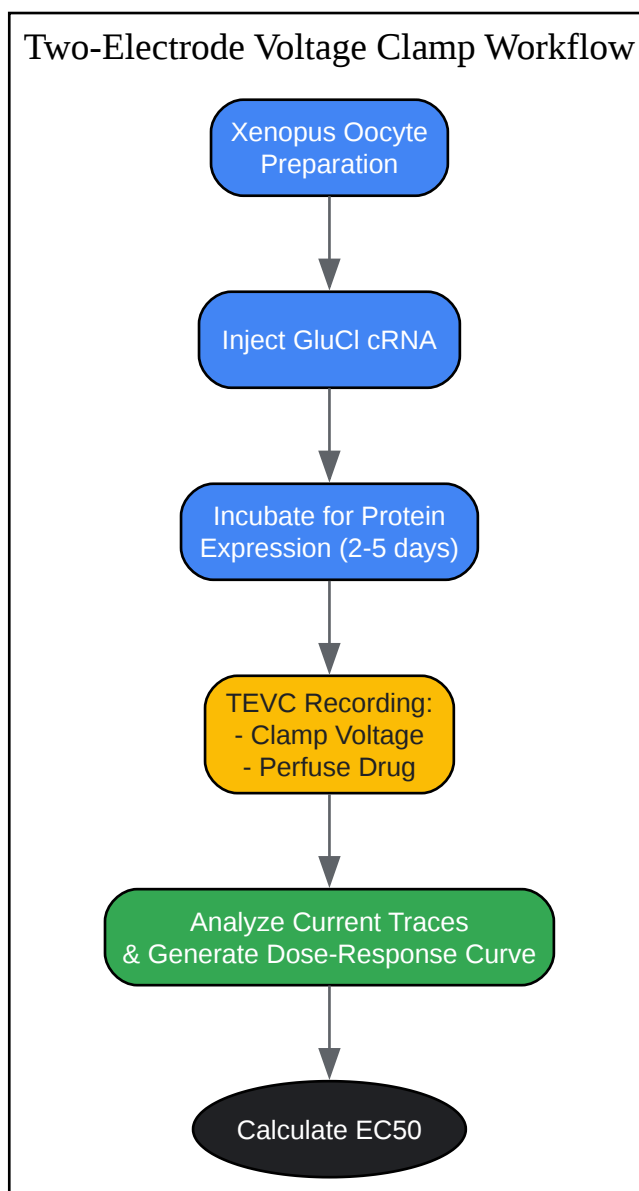 Two-Electrode Voltage Clamp Workflow
Xenopus Oocyte
Preparation
Inject GluCl cRNA
Incubate for Protein
Expression (2-5 days)
TEVC Recording:
- Clamp Voltage
- Perfuse Drug
Analyze Current Traces
& Generate Dose-Response Curve
Calculate EC50